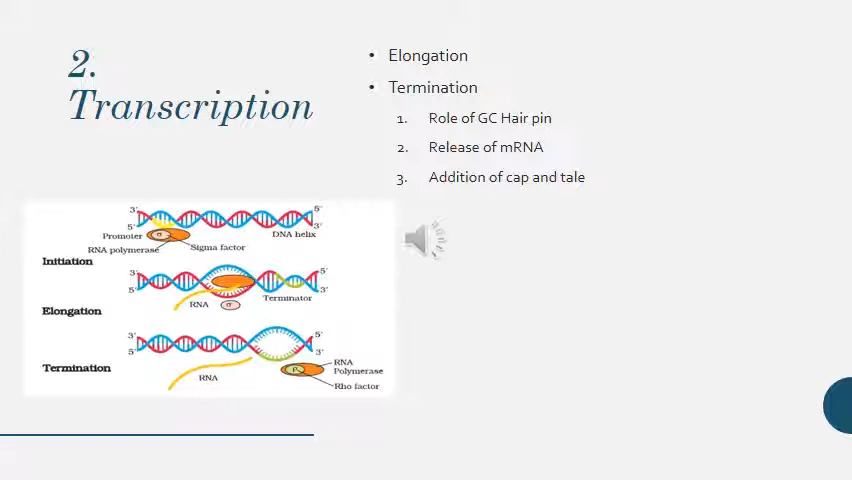 2.
Transcription
• Elongation
• Termination
1. Role of GC Hair pin
2. Release of mRNA
3. Addition of cap and tale
3' 5'
5' 3'
Promoter σ DNA helix
RNA polymerase Sigma factor
Initiation
3' 5'
5' 3'
RNA σ Terminator
Elongation
3' 5'
5' 3'
Termination
RNA
ρ RNA
Polymerase
Rho factor